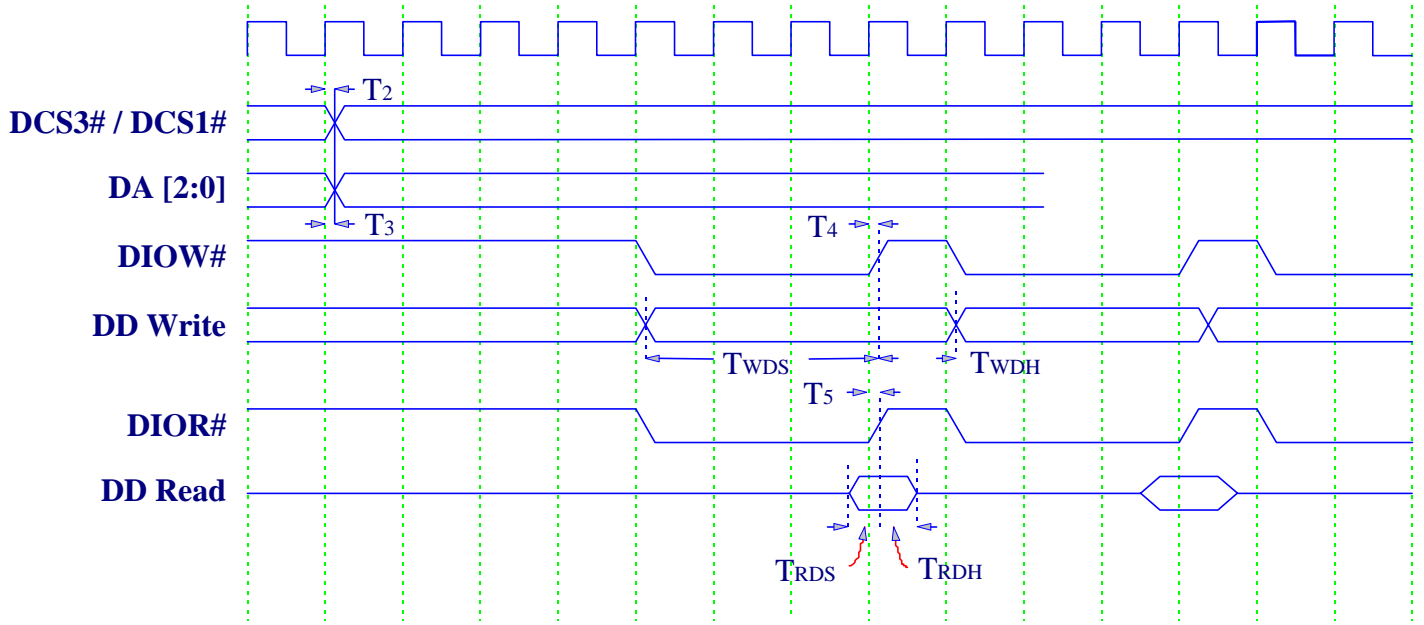 T2
DCS3# / DCS1#
DA [2:0]
T3
T4
DIOW#
DD Write
TWDS
TWDH
T5
DIOR#
DD Read
TRDS
TRDH